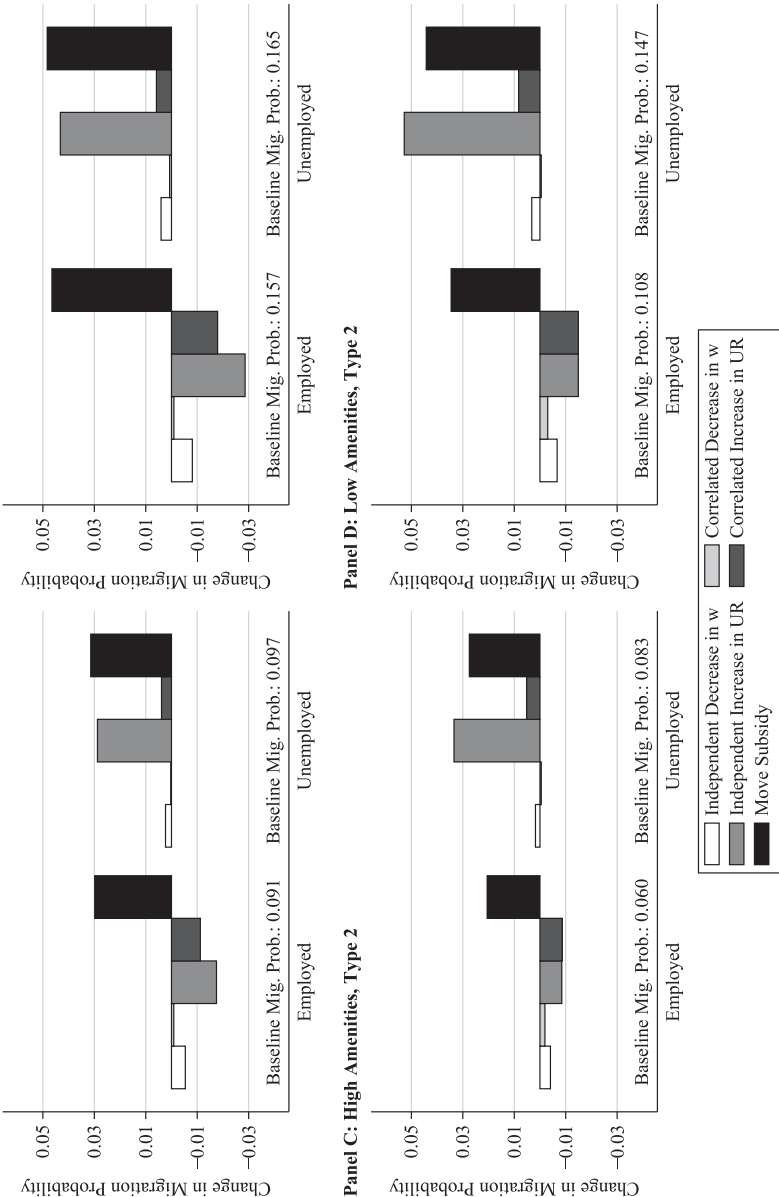 Change in Migration Probability
0.05
0.03
0.01
−0.01
−0.03
Baseline Mig. Prob.: 0.091
Employed
Baseline Mig. Prob.: 0.097
Unemployed
Change in Migration Probability
0.05
0.03
0.01
−0.01
−0.03
Baseline Mig. Prob.: 0.157
Employed
Baseline Mig. Prob.: 0.165
Unemployed
Panel C: High Amenities, Type 2
Change in Migration Probability
0.05
0.03
0.01
−0.01
−0.03
Baseline Mig. Prob.: 0.060
Employed
Baseline Mig. Prob.: 0.083
Unemployed
Panel D: Low Amenities, Type 2
Change in Migration Probability
0.05
0.03
0.01
−0.01
−0.03
Baseline Mig. Prob.: 0.108
Employed
Baseline Mig. Prob.: 0.147
Unemployed
Independent Decrease in w
Correlated Decrease in w
Independent Increase in UR
Correlated Increase in UR
Move Subsidy